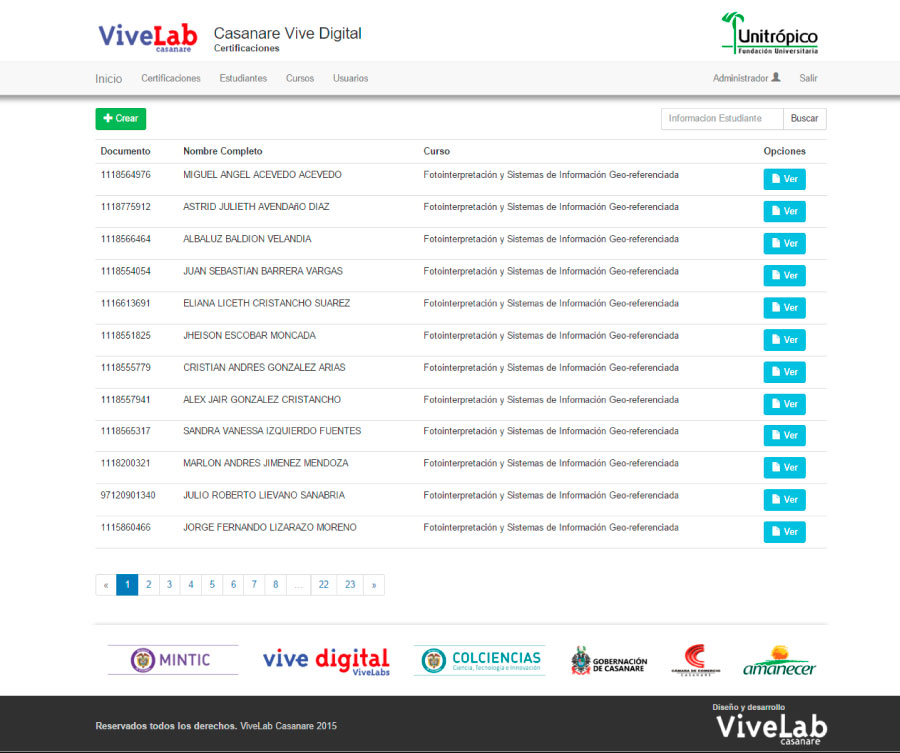 ViveLab
casanare
Casanare Vive Digital
Certificaciones
Unitrópico
Fundación Universitaria
Inicio Certificaciones Estudiantes Cursos Usuarios Administrador Salir
Crear Informacion Estudiante Buscar
Documento Nombre Completo Curso Opciones
1118564976 MIGUEL ANGEL ACEVEDO ACEVEDO Fotointerpretación y Sistemas de Información Geo-referenciada Ver
1118775912 ASTRID JULIETH AVENDAñO DIAZ Fotointerpretación y Sistemas de Información Geo-referenciada Ver
1118566464 ALBALUZ BALDION VELANDIA Fotointerpretación y Sistemas de Información Geo-referenciada Ver
1118554054 JUAN SEBASTIAN BARRERA VARGAS Fotointerpretación y Sistemas de Información Geo-referenciada Ver
1116613691 ELIANA LICETH CRISTANCHO SUAREZ Fotointerpretación y Sistemas de Información Geo-referenciada Ver
1118551825 JHEISON ESCOBAR MONCADA Fotointerpretación y Sistemas de Información Geo-referenciada Ver
1118555779 CRISTIAN ANDRES GONZALEZ ARIAS Fotointerpretación y Sistemas de Información Geo-referenciada Ver
1118557941 ALEX JAIR GONZALEZ CRISTANCHO Fotointerpretación y Sistemas de Información Geo-referenciada Ver
1118565317 SANDRA VANESSA IZQUIERDO FUENTES Fotointerpretación y Sistemas de Información Geo-referenciada Ver
1118200321 MARLON ANDRES JIMENEZ MENDOZA Fotointerpretación y Sistemas de Información Geo-referenciada Ver
97120901340 JULIO ROBERTO LIEVANO SANABRIA Fotointerpretación y Sistemas de Información Geo-referenciada Ver
1115860466 JORGE FERNANDO LIZARAZO MORENO Fotointerpretación y Sistemas de Información Geo-referenciada Ver
« 1 2 3 4 5 6 7 8 ... 22 23 »
MINTIC
vive digital
ViveLabs
COLCIENCIAS
Ciencia, Tecnología e Innovación
GOBERNACIÓN
DE CASANARE
CÁMARA DE COMERCIO
CASANARE
amanecer
Reservados todos los derechos. ViveLab Casanare 2015
Diseño y desarrollo
ViveLab
casanare